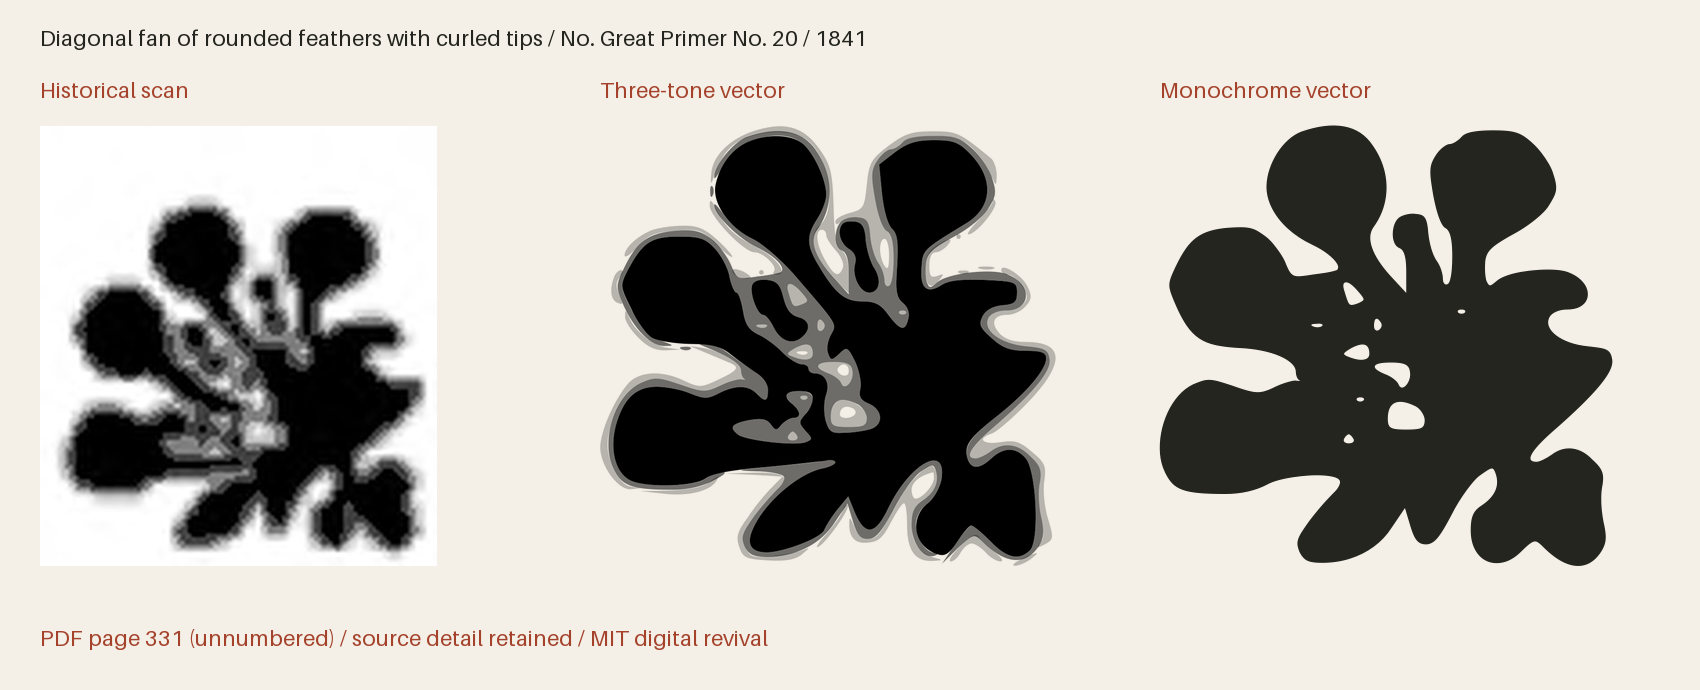 Diagonal fan of rounded feathers with curled tips / No. Great Primer No. 20 / 1841
Historical scan
Three-tone vector
Monochrome vector
PDF page 331 (unnumbered) / source detail retained / MIT digital revival